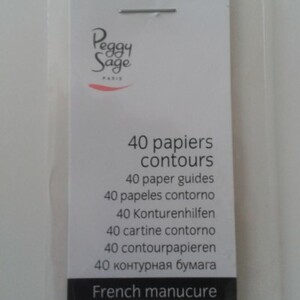 Peggy
Sage
PARIS
40 papiers
contours
40 paper guides
40 papeles contorno
40 Konturenhilfen
40 cartine contorno
40 contourpapieren
40 контурная бумага
French manucure